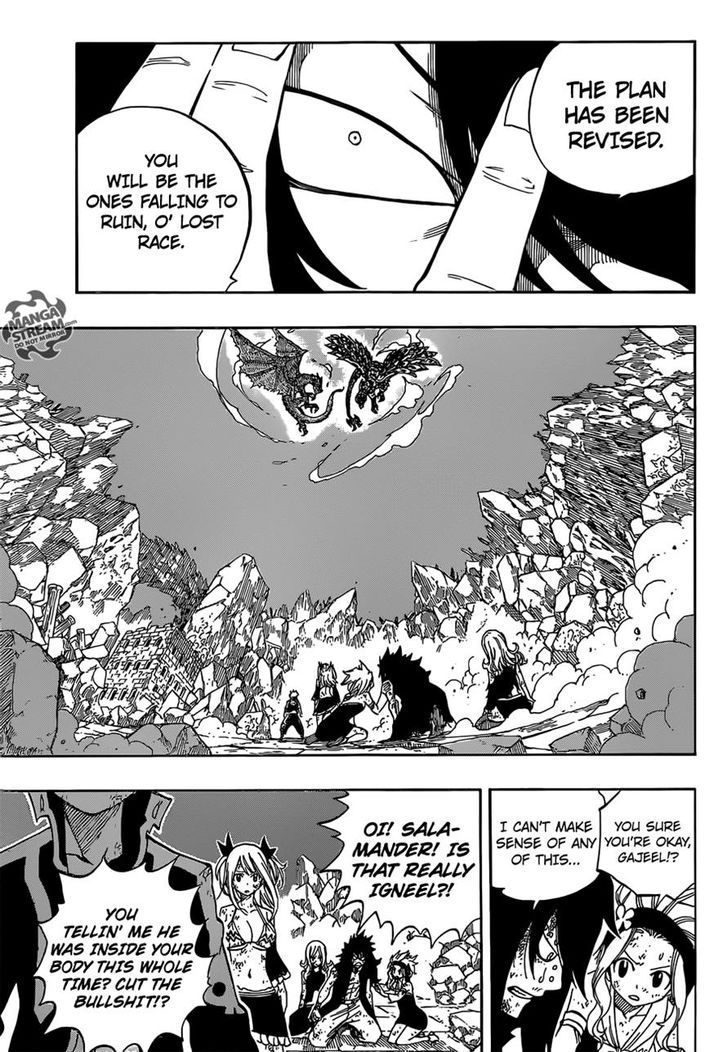 THE PLAN
HAS BEEN
REVISED.
YOU
WILL BE THE
ONES FALLING TO
RUIN, O' LOST
RACE.
MANGA
STREAM.com
DO NOT MIRROR
YOU SURE
YOU'RE OKAY,
GAJEEL!?
I CAN'T MAKE
SENSE OF ANY
OF THIS...
OI! SALA-
MANDER! IS
THAT REALLY
IGNEEL?!
YOU
TELLIN' ME HE
WAS INSIDE YOUR
BODY THIS WHOLE
TIME? CUT THE
BULLSHIT!?